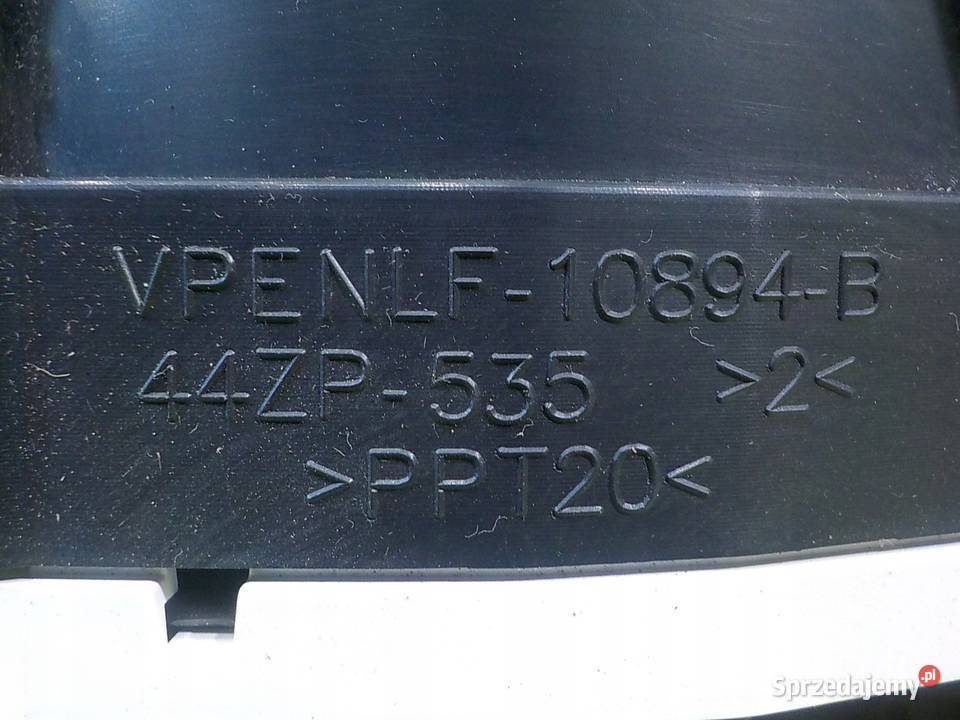 VPENLF-10894-B
44ZP-535 >2<
>PPT20<
Sprzedajemy.pl